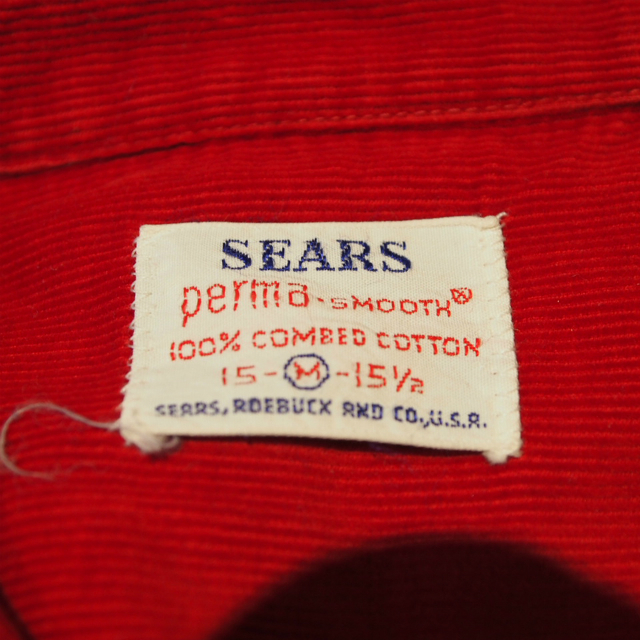 SEARS
perma-SMOOTH®
100% COMBED COTTON
15-M-15½
SEARS, ROEBUCK AND CO., U.S.A.